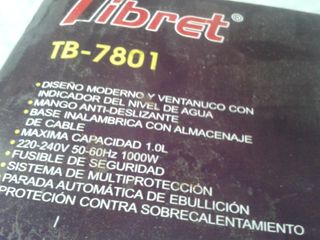 Tibret
TB-7801
•DISEÑO MODERNO Y VENTANUCO CON
INDICADOR DEL NIVEL DE AGUA
•MANGO ANTI-DESLIZANTE
•BASE INALAMBRICA CON ALMACENAJE
DE CABLE
•MAXIMA CAPACIDAD 1.0L
•220-240V 50-60Hz 1000W
•FUSIBLE DE SEGURIDAD
•SISTEMA DE MULTIPROTECCIÓN
PARADA AUTOMÁTICA DE EBULLICIÓN
PROTECIÓN CONTRA SOBRECALENTAMIENTO